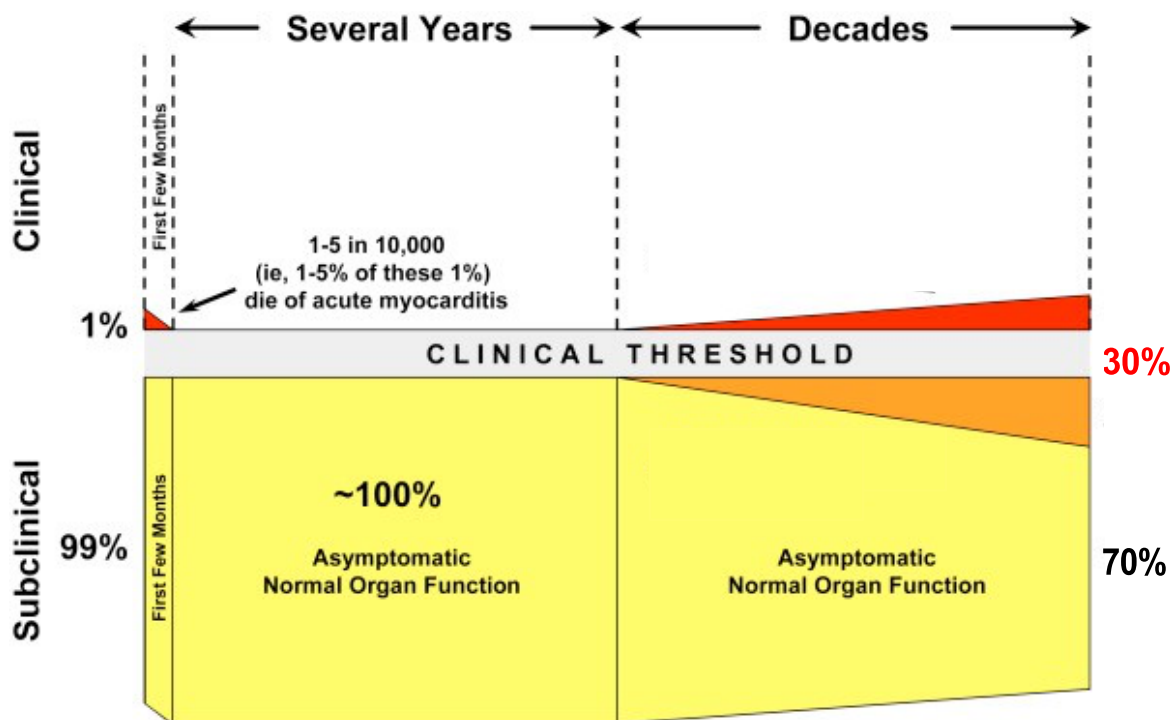 Several Years
Decades
Clinical
First Few Months
1-5 in 10,000
(ie, 1-5% of these 1%)
die of acute myocarditis
1%
CLINICAL THRESHOLD
30%
Subclinical
99%
First Few Months
~100%
Asymptomatic
Normal Organ Function
Asymptomatic
Normal Organ Function
70%